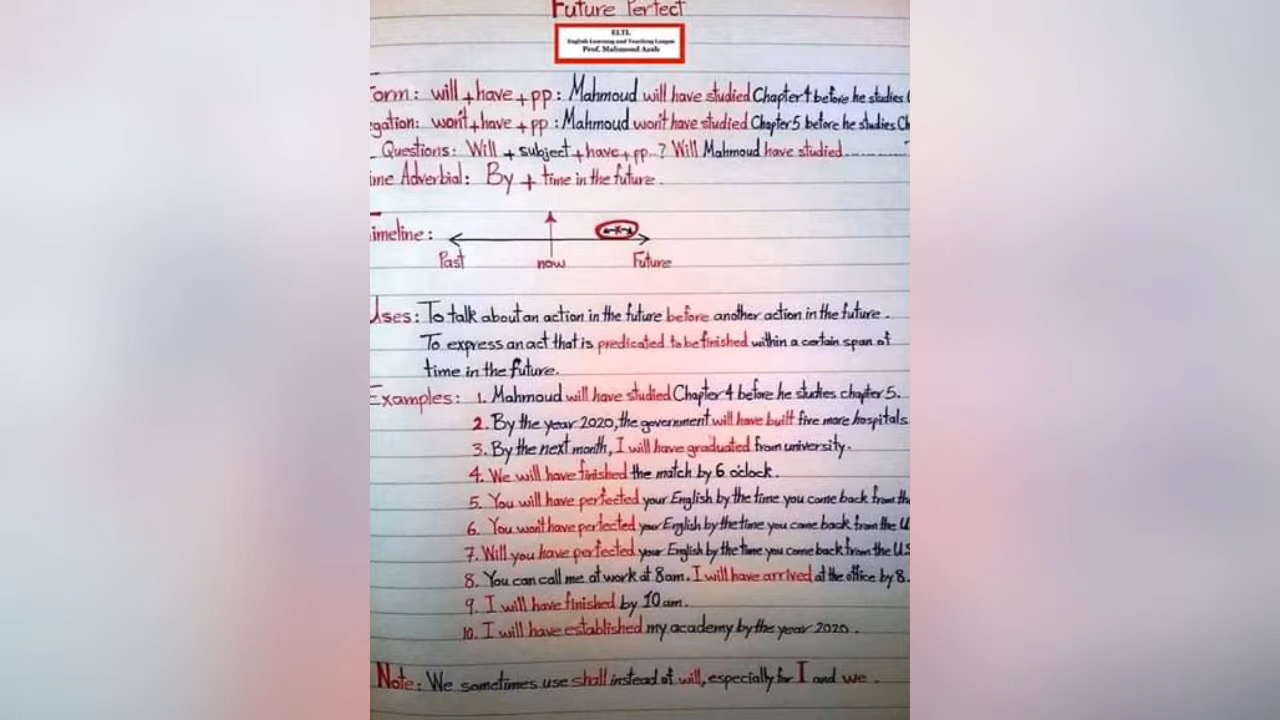 Future Perfect
ELTL
English Learning and Teaching League
Prof. Mahmoud Arab
orm: will + have + pp: Mahmoud will have studied Chapter 4 before he studies
gation: won't + have + pp: Mahmoud won't have studied Chapter 5 before he studies Ch
Questions: Will + subject + have + pp...? Will Mahmoud have studied..........?
ime Adverbial: By + time in the future.
Timeline:
Past now Future
Uses: To talk about an action in the future before another action in the future.
To express an act that is predicated to be finished within a certain span of
time in the future.
Examples: 1. Mahmoud will have studied Chapter 4 before he studies chapter 5.
2. By the year 2020, the government will have built five more hospitals.
3. By the next month, I will have graduated from university.
4. We will have finished the match by 6 o'clock.
5. You will have perfected your English by the time you come back from th
6. You won't have perfected your English by the time you come back from the U
7. Will you have perfected your English by the time you come back from the US
8. You can call me at work at 8am. I will have arrived at the office by 8.
9. I will have finished by 10 am.
10. I will have established my academy by the year 2020.
Note: We sometimes use shall instead of will, especially for I and we.